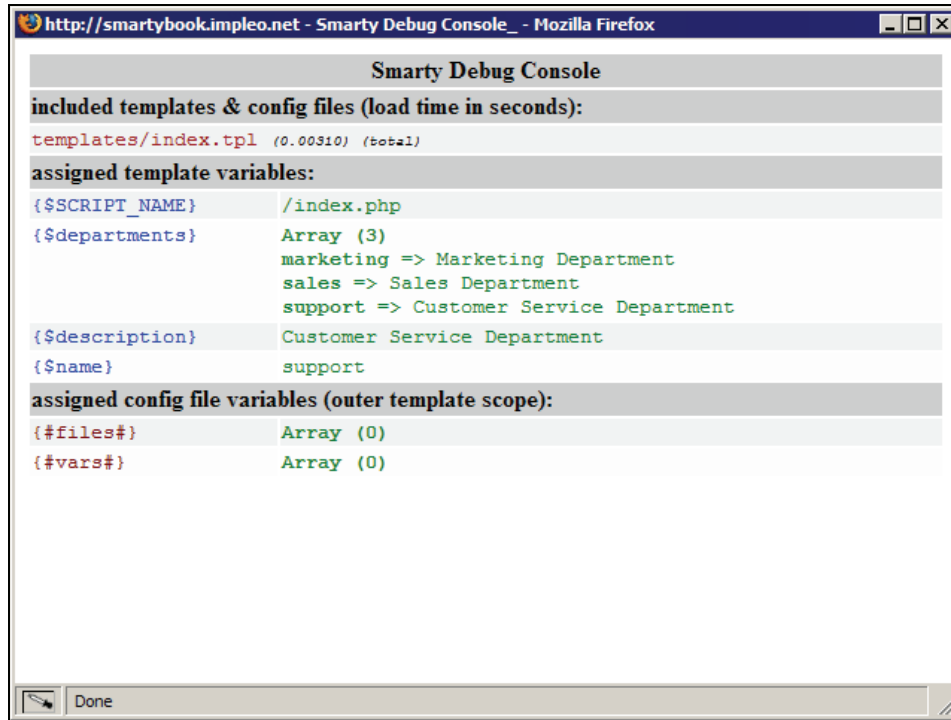 http://smartybook.impleo.net - Smarty Debug Console_ - Mozilla Firefox
Smarty Debug Console
included templates & config files (load time in seconds):
templates/index.tpl (0.00310) (total)
assigned template variables:
{$SCRIPT_NAME} /index.php
{$departments} Array (3)
marketing => Marketing Department
sales => Sales Department
support => Customer Service Department
{$description} Customer Service Department
{$name} support
assigned config file variables (outer template scope):
{#files#} Array (0)
{#vars#} Array (0)
Done